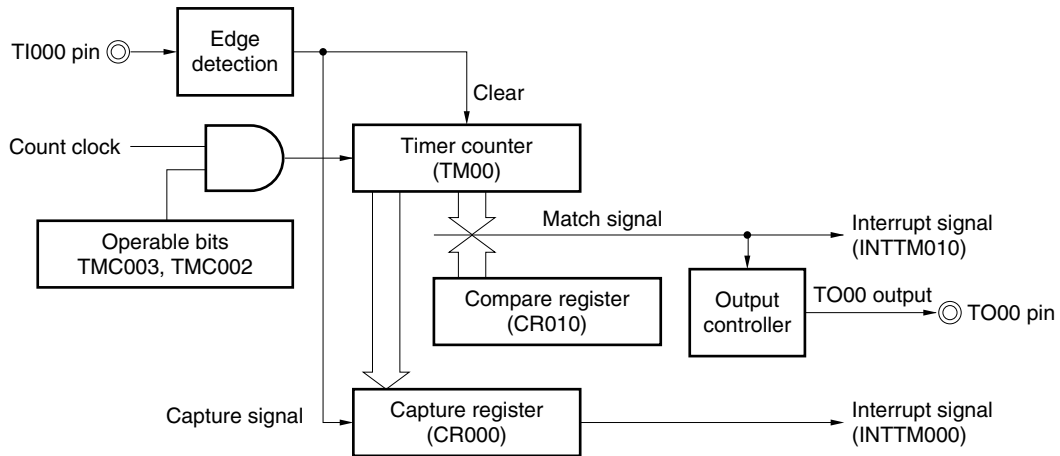 TI000 pin
Edge
detection
Clear
Count clock
Timer counter
(TM00)
Operable bits
TMC003, TMC002
Match signal
Interrupt signal
(INTTM010)
Compare register
(CR010)
Output
controller
TO00 output
TO00 pin
Capture signal
Capture register
(CR000)
Interrupt signal
(INTTM000)